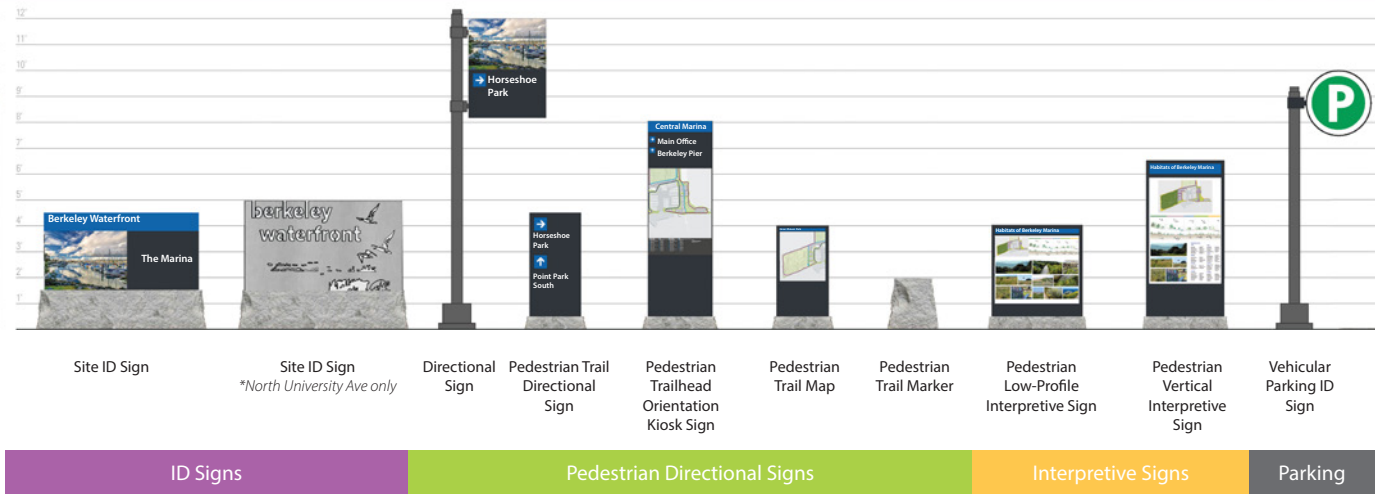 12'
11'
10'
9'
8'
7'
6'
5'
4'
3'
2'
1'
Berkeley Waterfront
The Marina
berkeley
waterfront
Horseshoe
Park
Horseshoe
Park
Point Park
South
Central Marina
Main Office
Berkeley Pier
Habitats of Berkeley Marina
Habitats of Berkeley Marina
P
Site ID Sign
Site ID Sign
*North University Ave only
Directional
Sign
Pedestrian Trail
Directional
Sign
Pedestrian
Trailhead
Orientation
Kiosk Sign
Pedestrian
Trail Map
Pedestrian
Trail Marker
Pedestrian
Low-Profile
Interpretive Sign
Pedestrian
Vertical
Interpretive
Sign
Vehicular
Parking ID
Sign
ID Signs
Pedestrian Directional Signs
Interpretive Signs
Parking